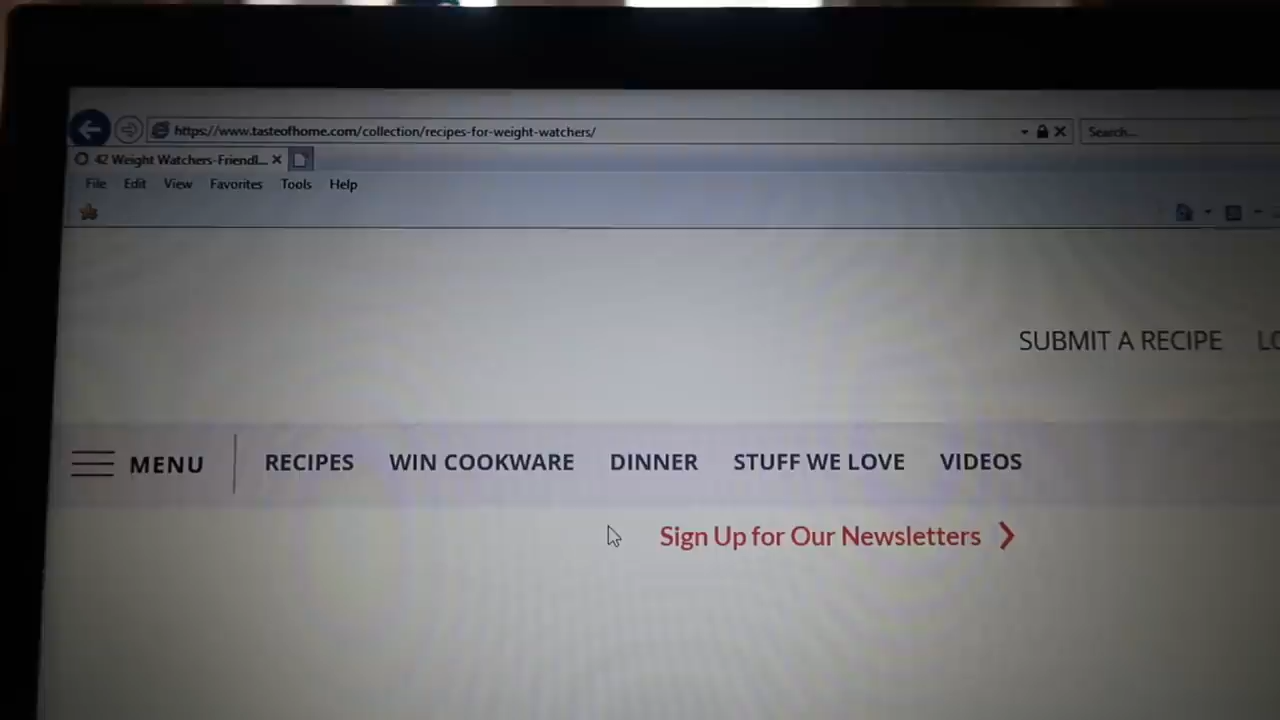 https://www.tasteofhome.com/collection/recipes-for-weight-watchers/
Search...
42 Weight Watchers-Friendl...
File Edit View Favorites Tools Help
SUBMIT A RECIPE LO
MENU RECIPES WIN COOKWARE DINNER STUFF WE LOVE VIDEOS
Sign Up for Our Newsletters